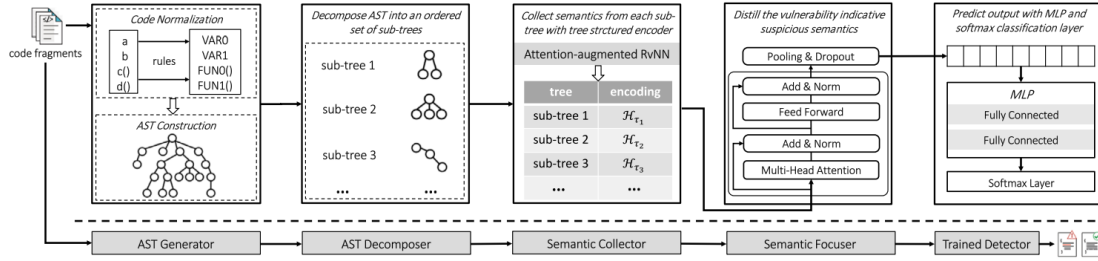 code fragments
Code Normalization
a
b
c()
d()
rules
VAR0
VAR1
FUN0()
FUN1()
AST Construction
Decompose AST into an ordered
set of sub-trees
sub-tree 1
sub-tree 2
sub-tree 3
...
...
Collect semantics from each sub-
tree with tree strctured encoder
Attention-augmented RvNN
tree encoding
sub-tree 1 ℋτ₁
sub-tree 2 ℋτ₂
sub-tree 3 ℋτ₃
... ...
Distill the vulnerability indicative
suspicious semantics
Pooling & Dropout
Add & Norm
Feed Forward
Add & Norm
Multi-Head Attention
Predict output with MLP and
softmax classification layer
MLP
Fully Connected
Fully Connected
Softmax Layer
AST Generator
AST Decomposer
Semantic Collector
Semantic Focuser
Trained Detector